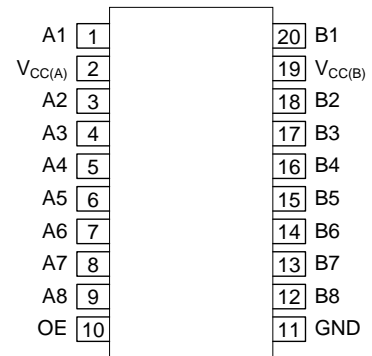 A1 1 20 B1
VCC(A) 2 19 VCC(B)
A2 3 18 B2
A3 4 17 B3
A4 5 16 B4
A5 6 15 B5
A6 7 14 B6
A7 8 13 B7
A8 9 12 B8
OE 10 11 GND